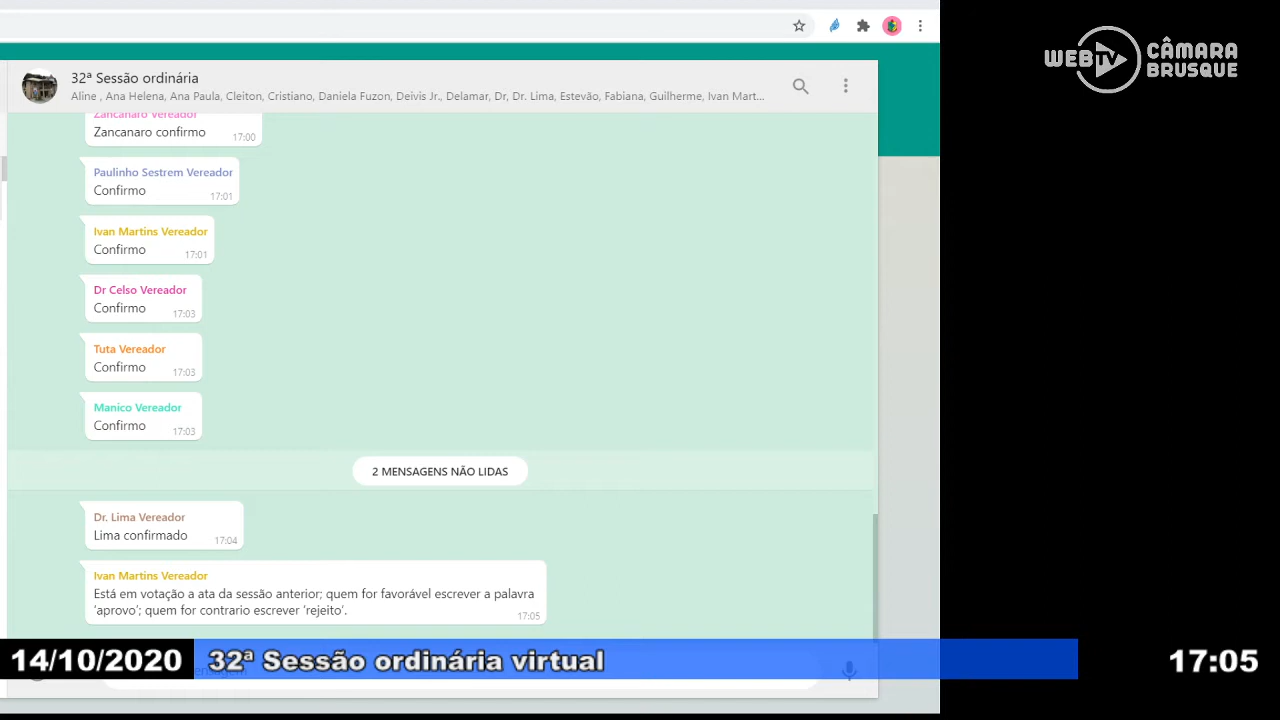 WEBTV CÂMARA
BRUSQUE
32ª Sessão ordinária
Aline , Ana Helena, Ana Paula, Cleiton, Cristiano, Daniela Fuzon, Deivis Jr., Delamar, Dr, Dr. Lima, Estevão, Fabiana, Guilherme, Ivan Mart...
Zancanaro Vereador
Zancanaro confirmo
17:00
Paulinho Sestrem Vereador
Confirmo
17:01
Ivan Martins Vereador
Confirmo
17:01
Dr Celso Vereador
Confirmo
17:03
Tuta Vereador
Confirmo
17:03
Manico Vereador
Confirmo
17:03
2 MENSAGENS NÃO LIDAS
Dr. Lima Vereador
Lima confirmado
17:04
Ivan Martins Vereador
Está em votação a ata da sessão anterior; quem for favorável escrever a palavra
'aprovo'; quem for contrario escrever 'rejeito'.
17:05
14/10/2020 32ª Sessão ordinária virtual 17:05